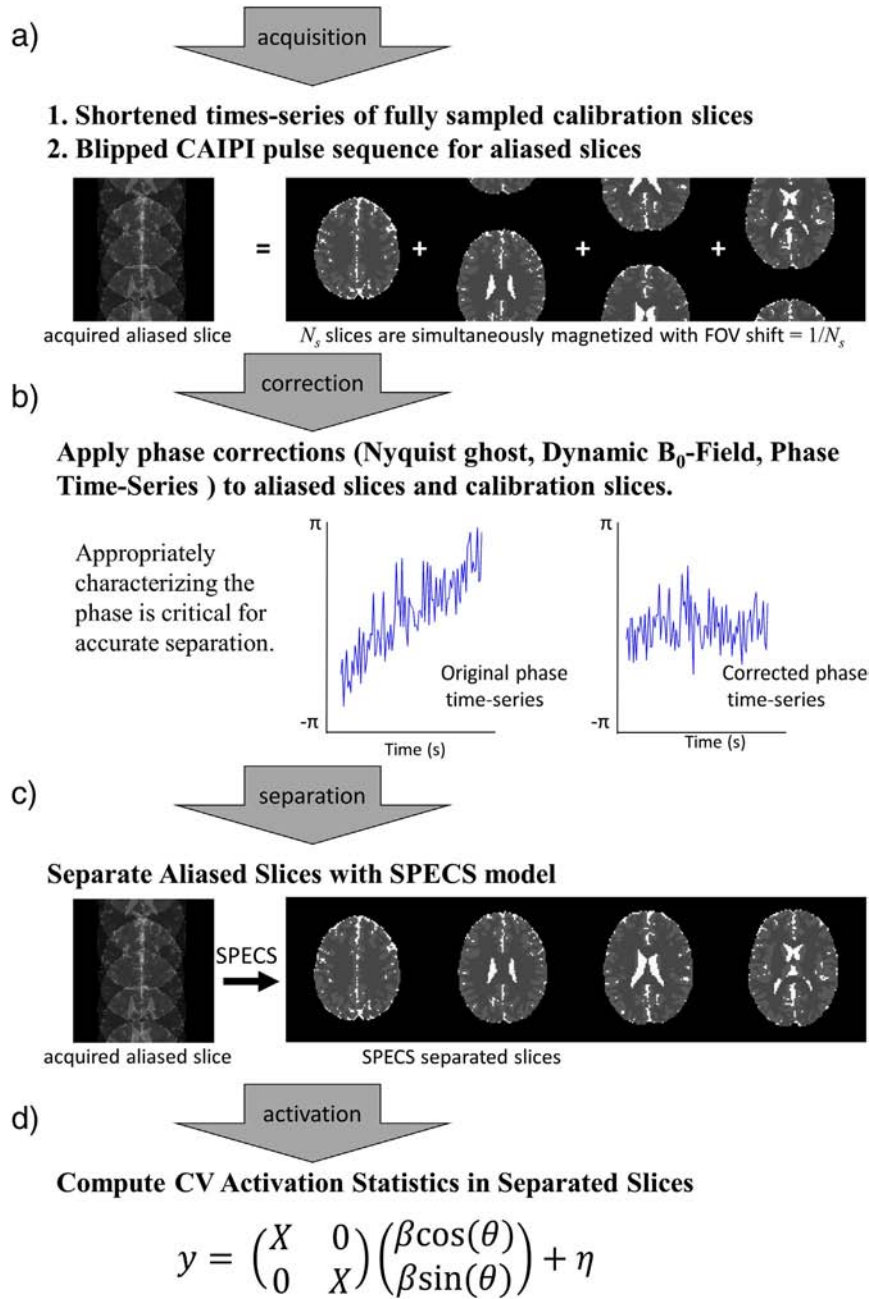 a)
acquisition
1. Shortened times-series of fully sampled calibration slices
2. Blipped CAIPI pulse sequence for aliased slices
= + + +
acquired aliased slice
N_s slices are simultaneously magnetized with FOV shift = 1/N_s
correction
b)
Apply phase corrections (Nyquist ghost, Dynamic B₀-Field, Phase
Time-Series ) to aliased slices and calibration slices.
Appropriately
characterizing the
phase is critical for
accurate separation.
π
-π
Original phase
time-series
Time (s)
π
-π
Corrected phase
time-series
Time (s)
c)
separation
Separate Aliased Slices with SPECS model
SPECS
acquired aliased slice
SPECS separated slices
activation
d)
Compute CV Activation Statistics in Separated Slices
y = (X 0) (βcos(θ)) + η
(0 X) (βsin(θ))